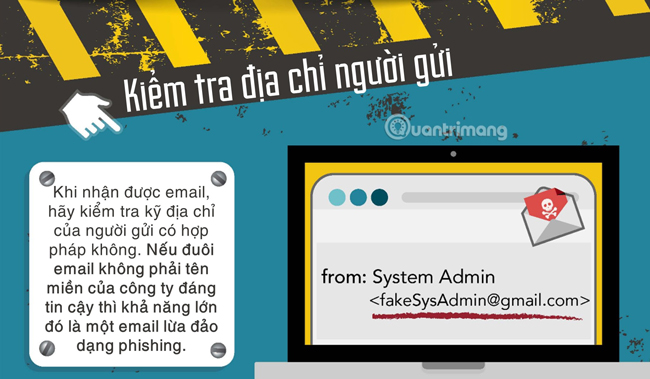 Kiểm tra địa chỉ người gửi
Quantrimang
Khi nhận được email,
hãy kiểm tra kỹ địa chỉ
của người gửi có hợp
pháp không. Nếu đuôi
email không phải tên
miền của công ty đáng
tin cậy thì khả năng lớn
đó là một email lừa đảo
dạng phishing.
from: System Admin
<fakeSysAdmin@gmail.com>